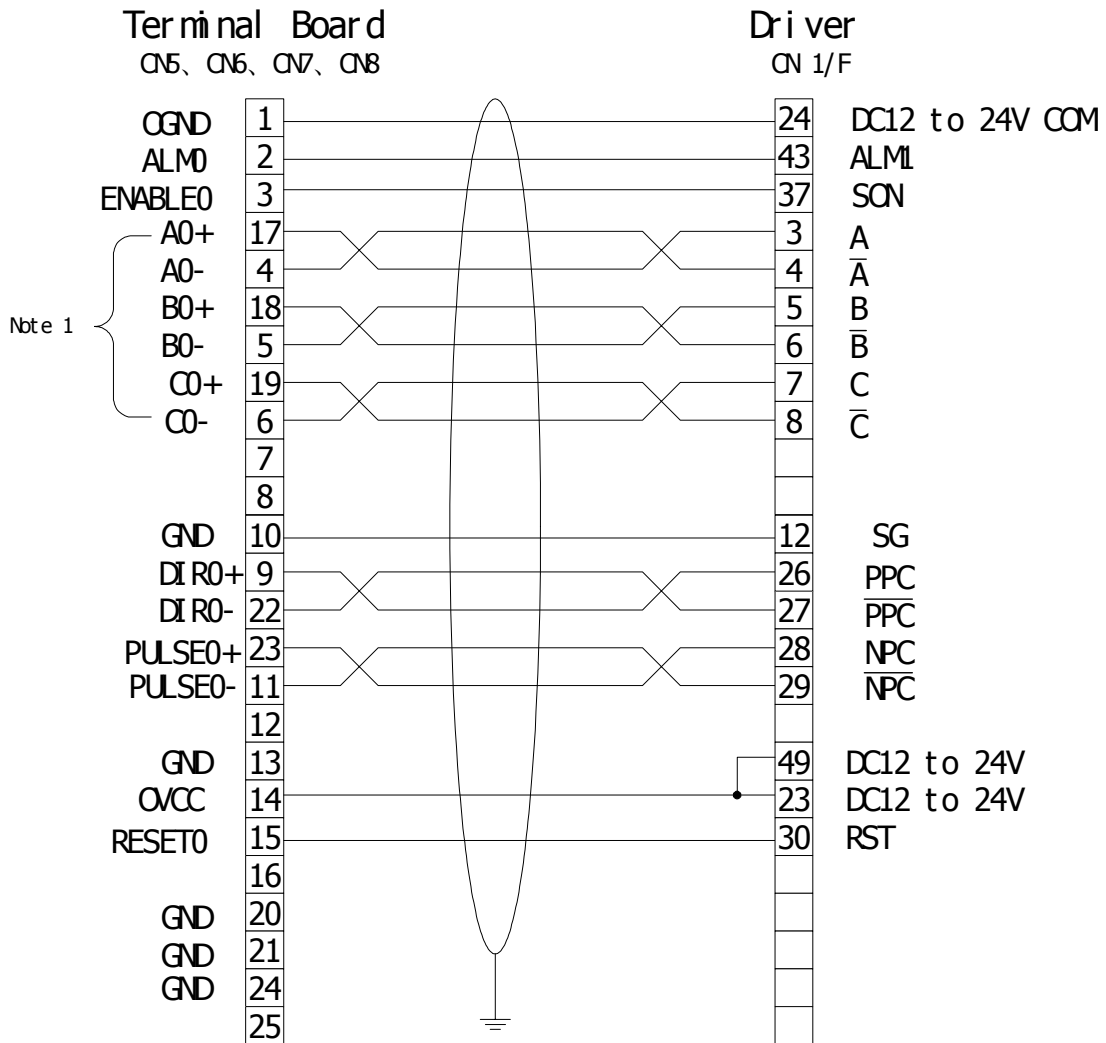 Terminal Board Driver
CN5、CN6、CN7、CN8 CN 1/F
OGND 1 24 DC12 to 24V COM
ALM0 2 43 ALM1
ENABLE0 3 37 SON
A0+ 17 3 A
A0- 4 4 A̅
Note 1 B0+ 18 5 B
B0- 5 6 B̅
C0+ 19 7 C
C0- 6 8 C̅
7
8
GND 10 12 SG
DIR0+ 9 26 PPC
DIR0- 22 27 P̅P̅C̅
PULSE0+ 23 28 NPC
PULSE0- 11 29 N̅P̅C̅
12
GND 13 49 DC12 to 24V
OVCC 14 23 DC12 to 24V
RESET0 15 30 RST
16
GND 20
GND 21
GND 24
25